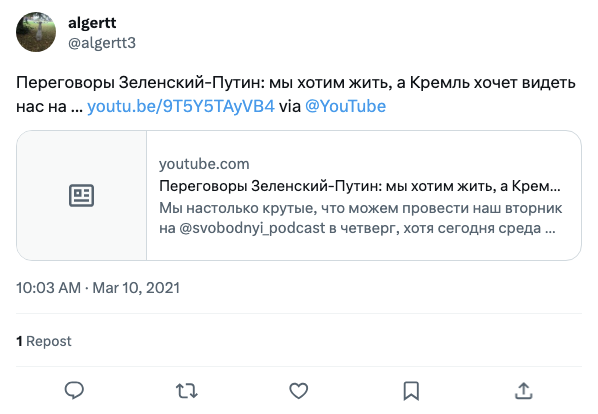 algertt
@algertt3
Переговоры Зеленский-Путин: мы хотим жить, а Кремль хочет видеть
нас на ... youtu.be/9T5Y5TAyVB4 via @YouTube
youtube.com
Переговоры Зеленский-Путин: мы хотим жить, а Крем...
Мы настолько крутые, что можем провести наш вторник
на @svobodnyi_podcast в четверг, хотя сегодня среда ...
10:03 AM · Mar 10, 2021
1 Repost